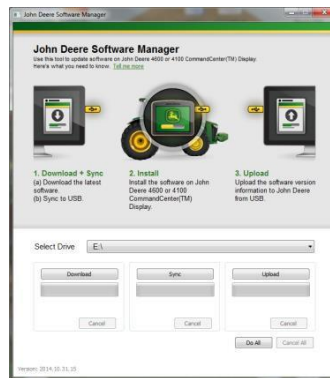 John Deere Software Manager
John Deere Software Manager
Use this tool to update software on John Deere 4600 or 4100 CommandCenter(TM) Display.
Here's what you need to know. Tell me more
1. Download + Sync
(a) Download the latest
software.
(b) Sync to USB.
2. Install
Install the software on John
Deere 4600 or 4100
CommandCenter(TM)
Display.
3. Upload
Upload the software version
information to John Deere
from USB.
Select Drive E:\
Download Sync Upload
Cancel Cancel Cancel
Do All Cancel All
Version: 2014.10.31.15